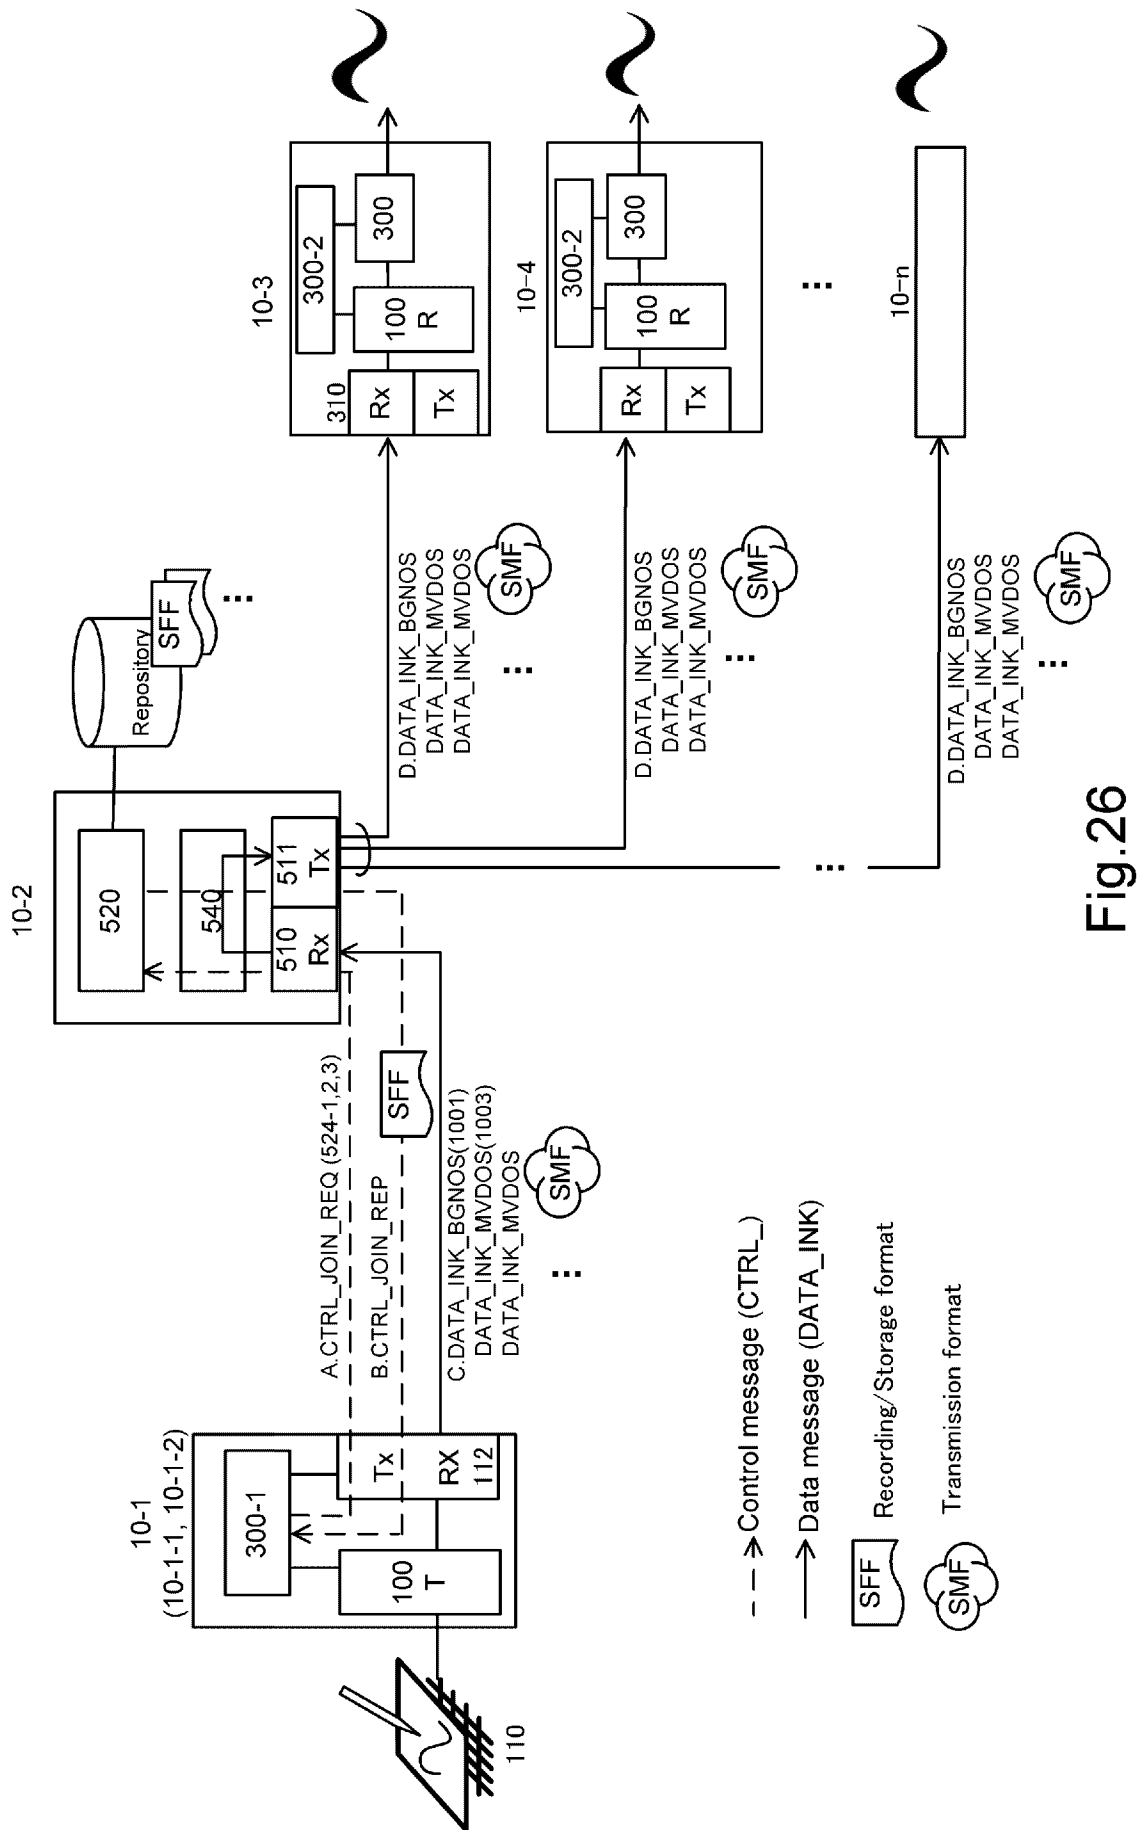 110
10-1
(10-1-1, 10-1-2)
300-1
100
T
Tx
RX
112
A.CTRL_JOIN_REQ (524-1,2,3)
B.CTRL_JOIN_REP
SFF
C.DATA_INK_BGNOS(1001)
DATA_INK_MVDOS(1003)
DATA_INK_MVDOS
...
SMF
10-2
520
540
510
Rx
511
Tx
Repository
SFF
...
D.DATA_INK_BGNOS
DATA_INK_MVDOS
DATA_INK_MVDOS
...
SMF
10-3
310
Rx
Tx
100
R
300-2
300
D.DATA_INK_BGNOS
DATA_INK_MVDOS
DATA_INK_MVDOS
...
SMF
10-4
Rx
Tx
100
R
300-2
300
...
...
D.DATA_INK_BGNOS
DATA_INK_MVDOS
DATA_INK_MVDOS
...
SMF
10-n
Control message (CTRL_)
Data message (DATA_INK)
SFF
Recording/Storage format
SMF
Transmission format
Fig.26